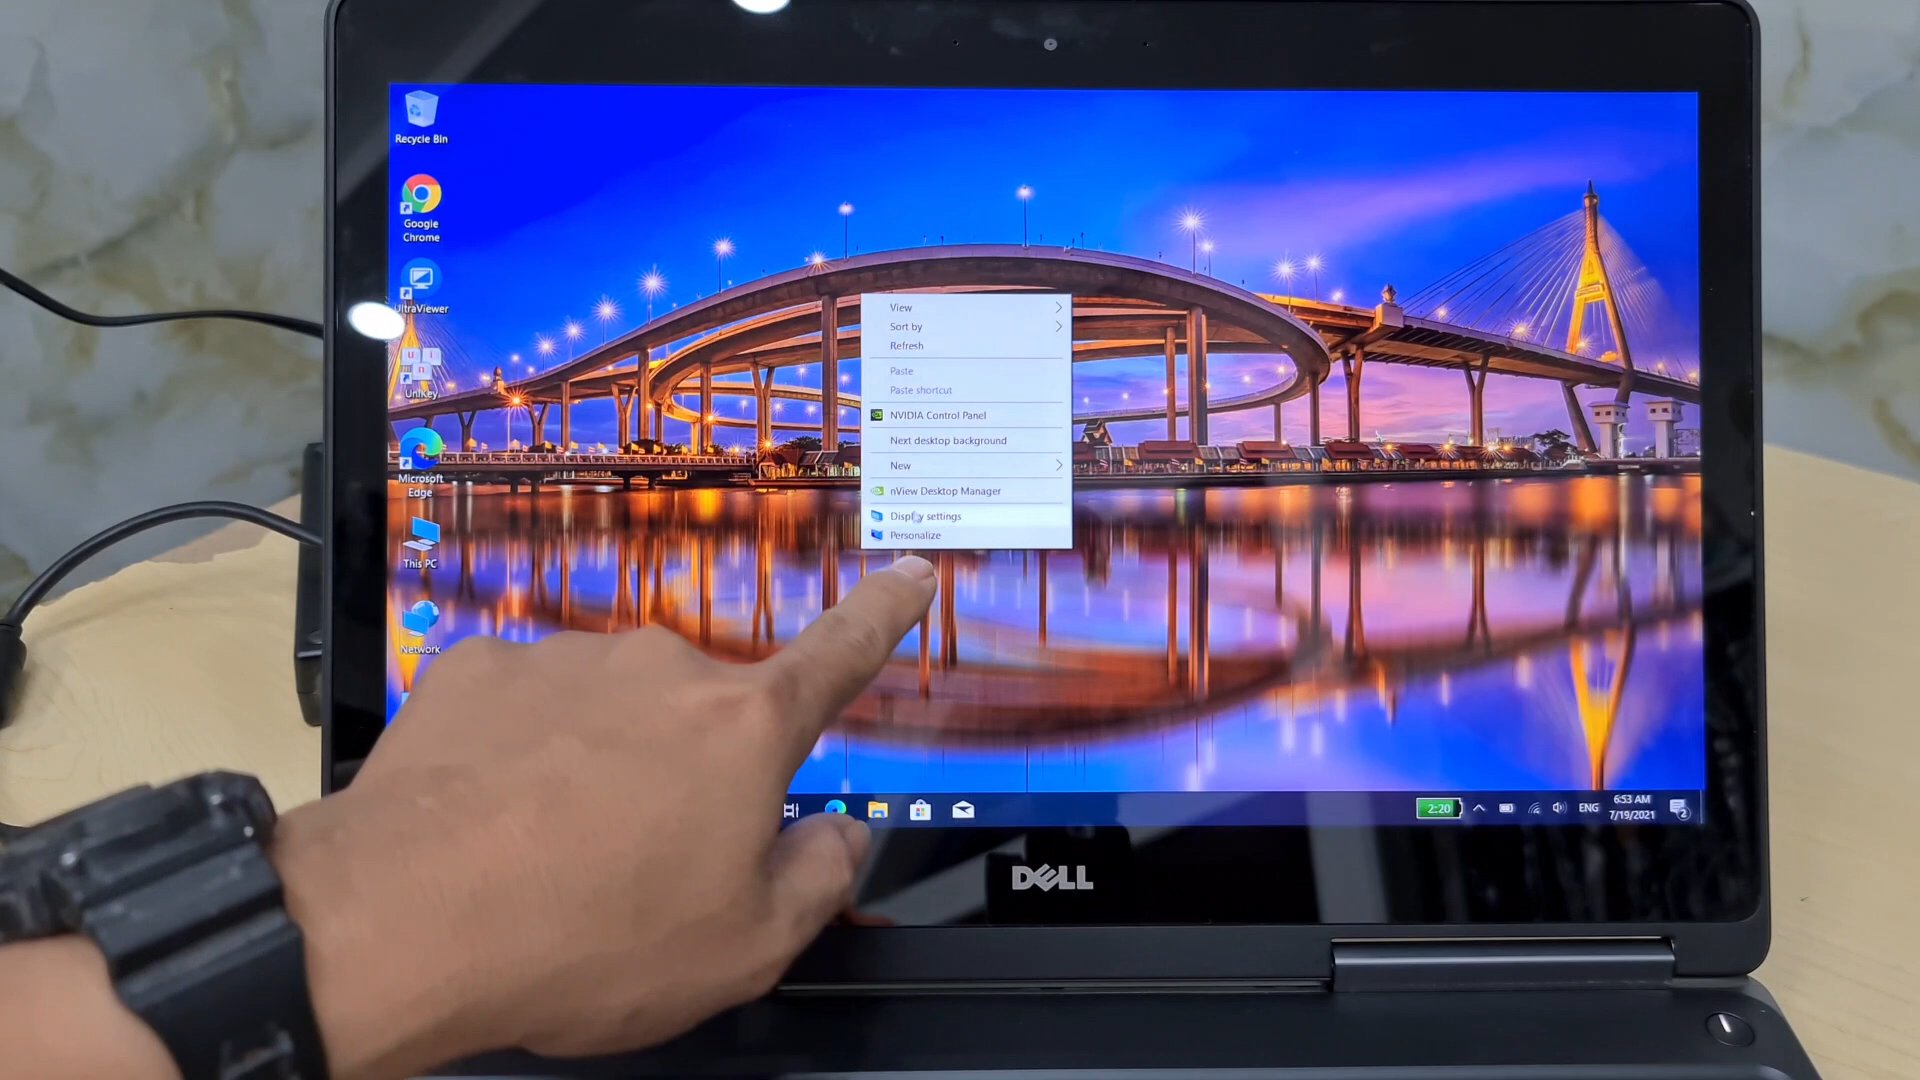 Recycle Bin
Google
Chrome
UltraViewer
u i
n
UniKey
Microsoft
Edge
This PC
Network
View
Sort by
Refresh
Paste
Paste shortcut
NVIDIA Control Panel
Next desktop background
New
nView Desktop Manager
Display settings
Personalize
2:20
ENG
6:53 AM
7/19/2021
2
DELL